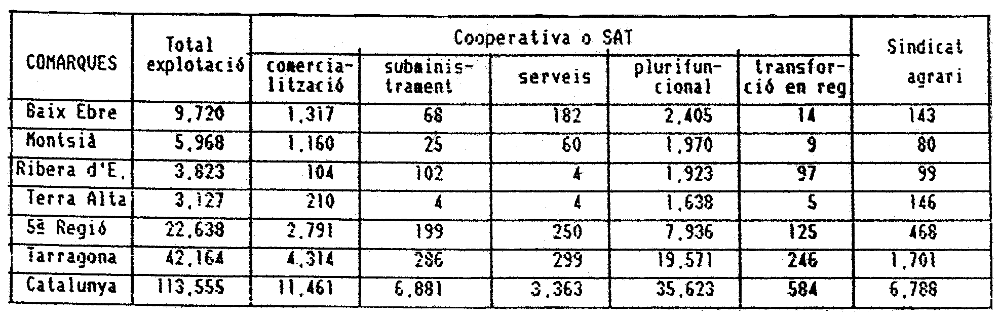 COMARQUES Total explotació Cooperativa o SAT Sindicat agrari
comercia-lització subminis-trament serveis plurifun-cional transfor-ció en reg
Baix Ebre 9.720 1.317 68 182 2.405 14 143
Montsià 5.968 1.160 25 60 1.970 9 80
Ribera d'E. 3.823 104 102 4 1.923 97 99
Terra Alta 3.127 210 4 4 1.638 5 146
5ª Regió 22.638 2.791 199 250 7.936 125 468
Tarragona 42.164 4.314 286 299 19.571 246 1.701
Catalunya 113.555 11.461 6.881 3.363 35.623 584 6.788